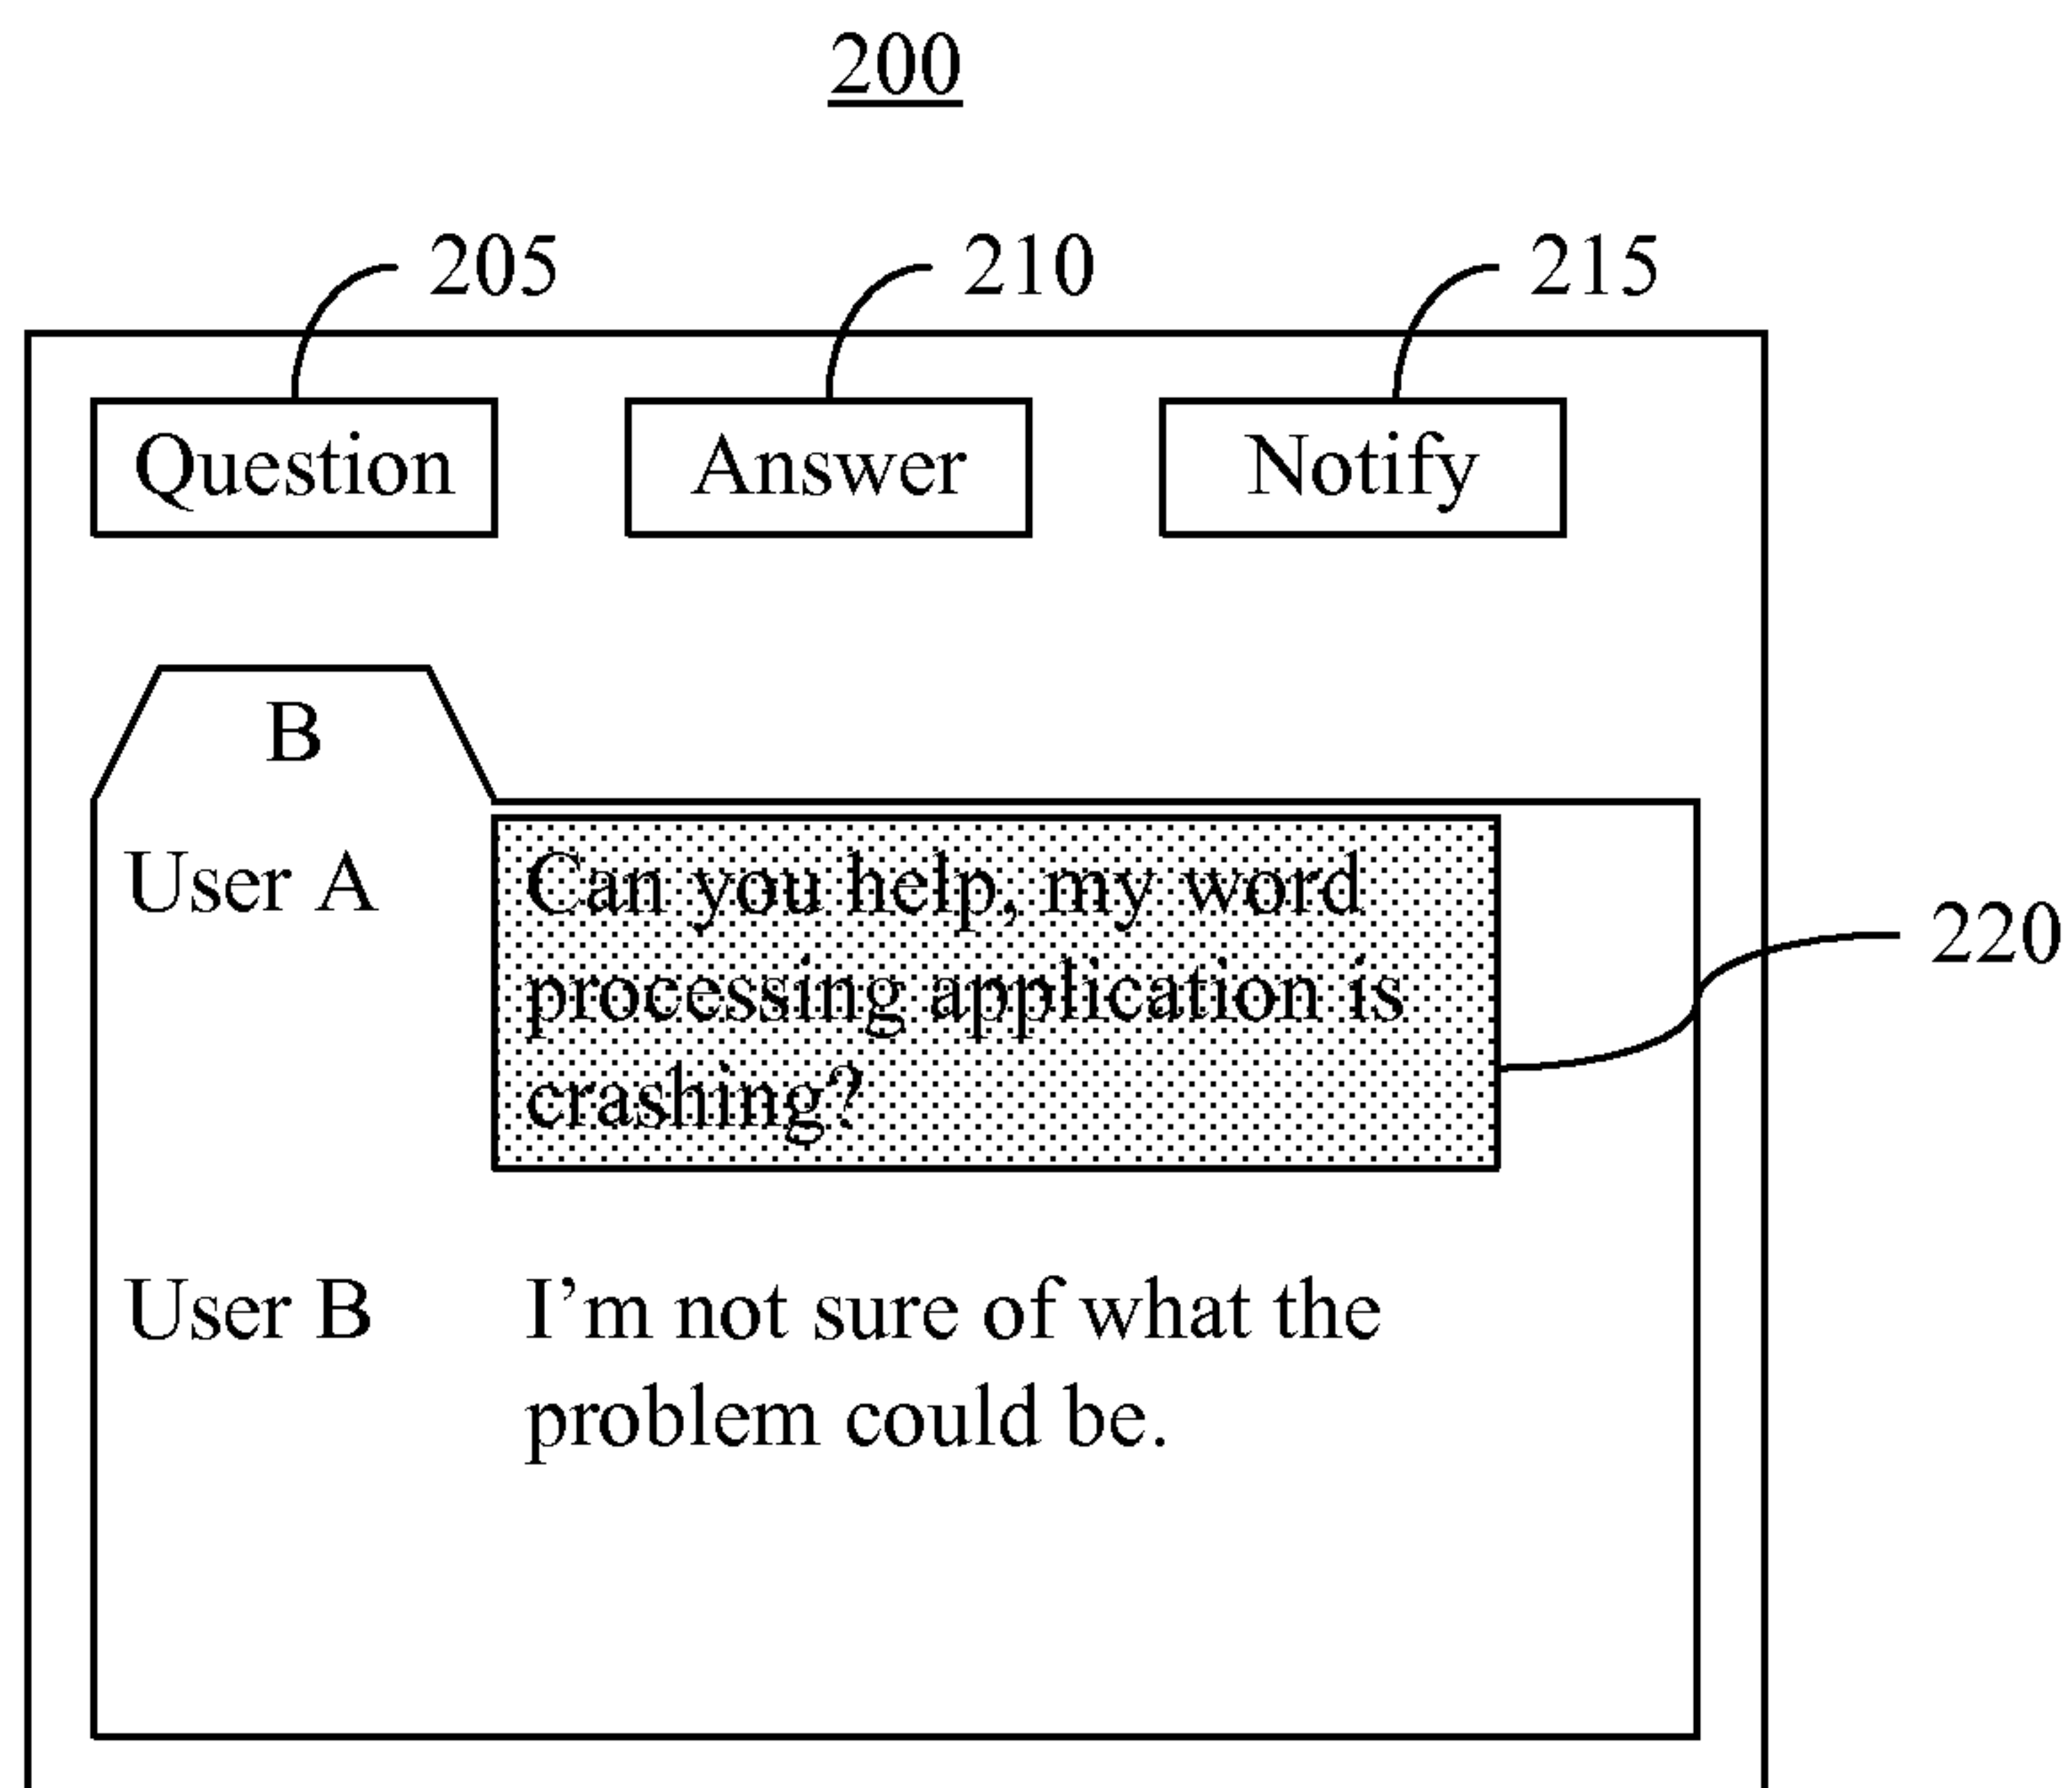 200
205 210 215
Question Answer Notify
B
User A Can you help, my word
processing application is
crashing?
220
User B I’m not sure of what the
problem could be.